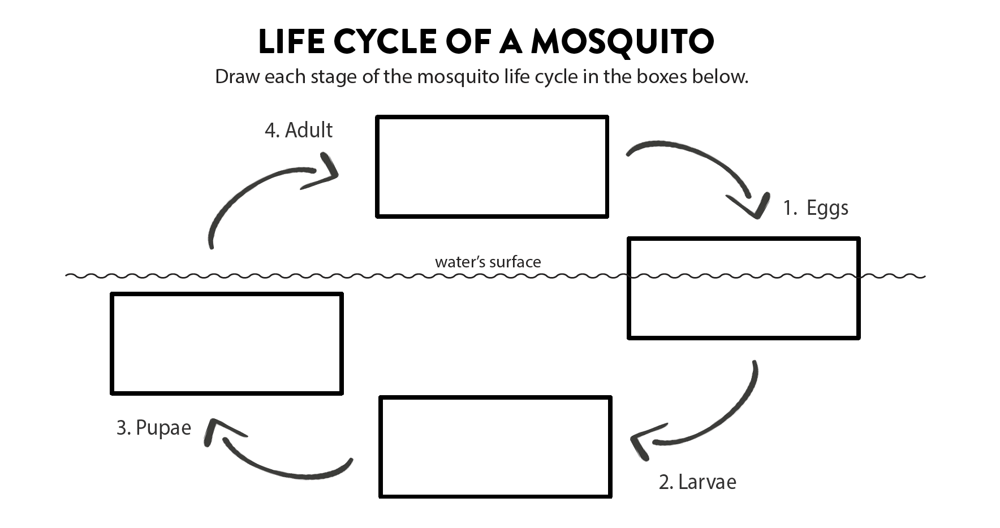 LIFE CYCLE OF A MOSQUITO
Draw each stage of the mosquito life cycle in the boxes below.
4. Adult
1. Eggs
water’s surface
3. Pupae
2. Larvae